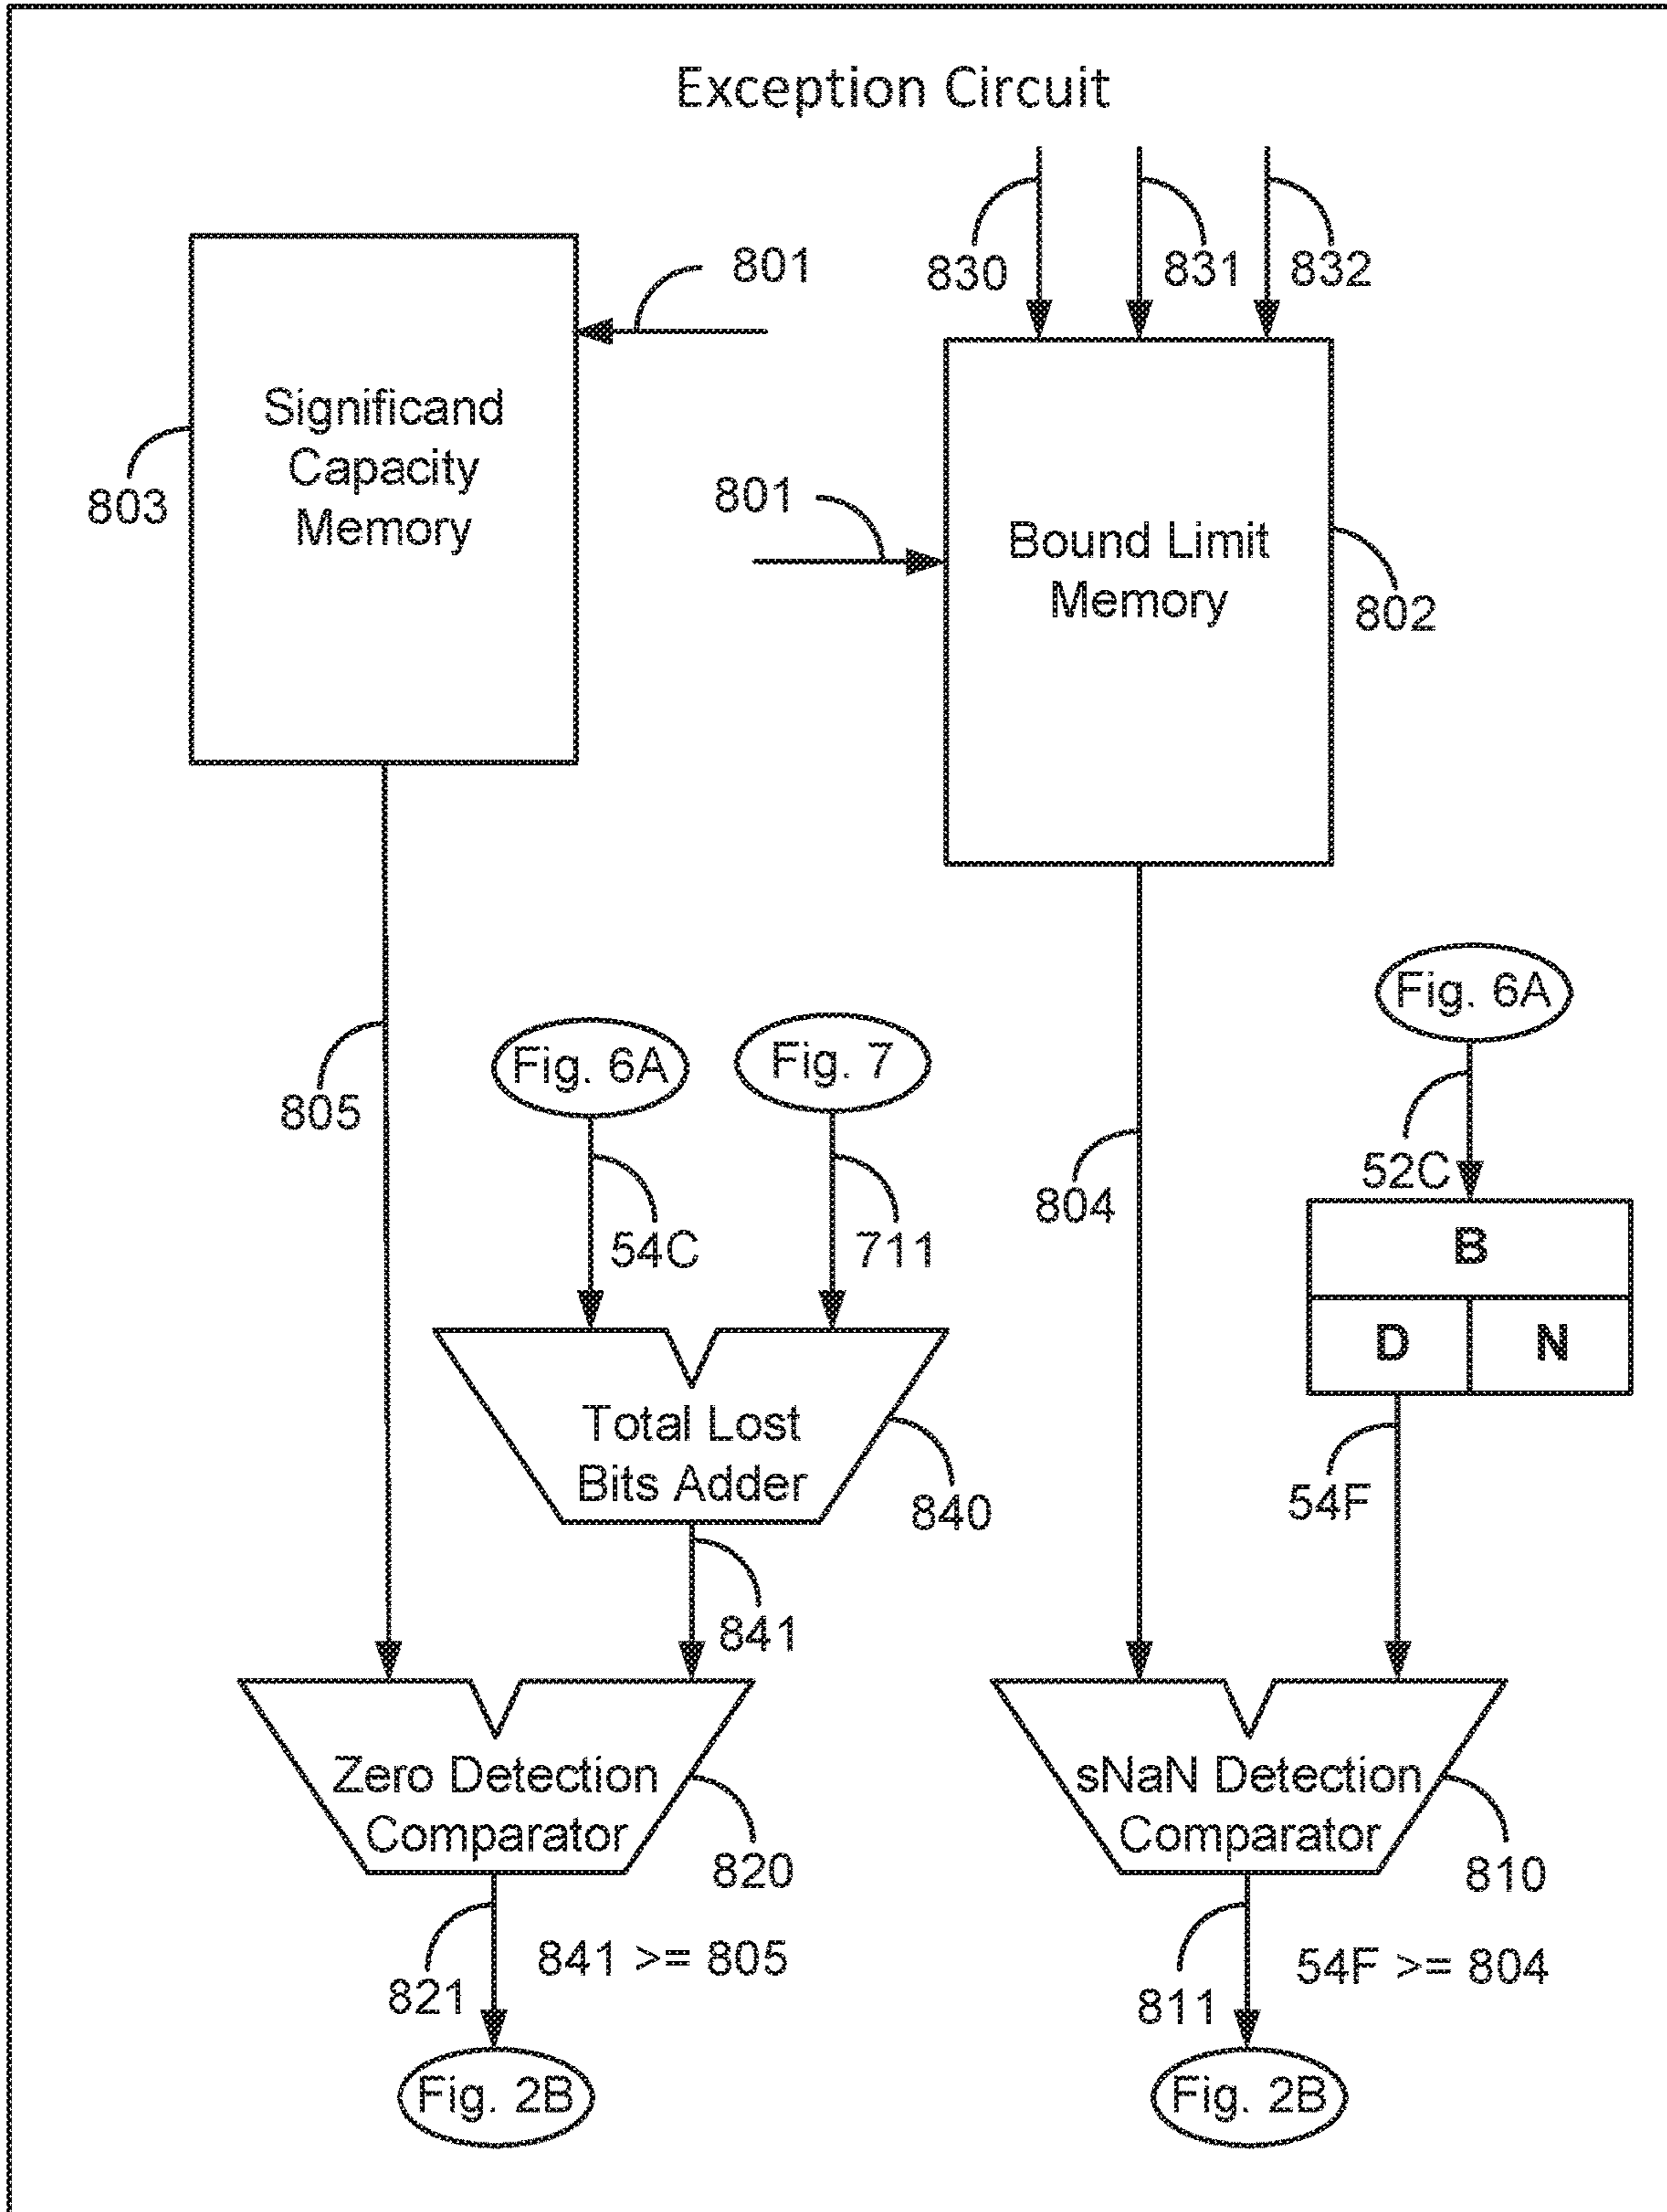 Exception Circuit
830
831
832
801
Significand
Capacity
Memory
803
801
Bound Limit
Memory
802
805
Fig. 6A
Fig. 7
54C
711
804
Fig. 6A
52C
B
D
N
54F
Total Lost
Bits Adder
840
841
Zero Detection
Comparator
820
sNaN Detection
Comparator
810
821
841 >= 805
811
54F >= 804
Fig. 2B
Fig. 2B